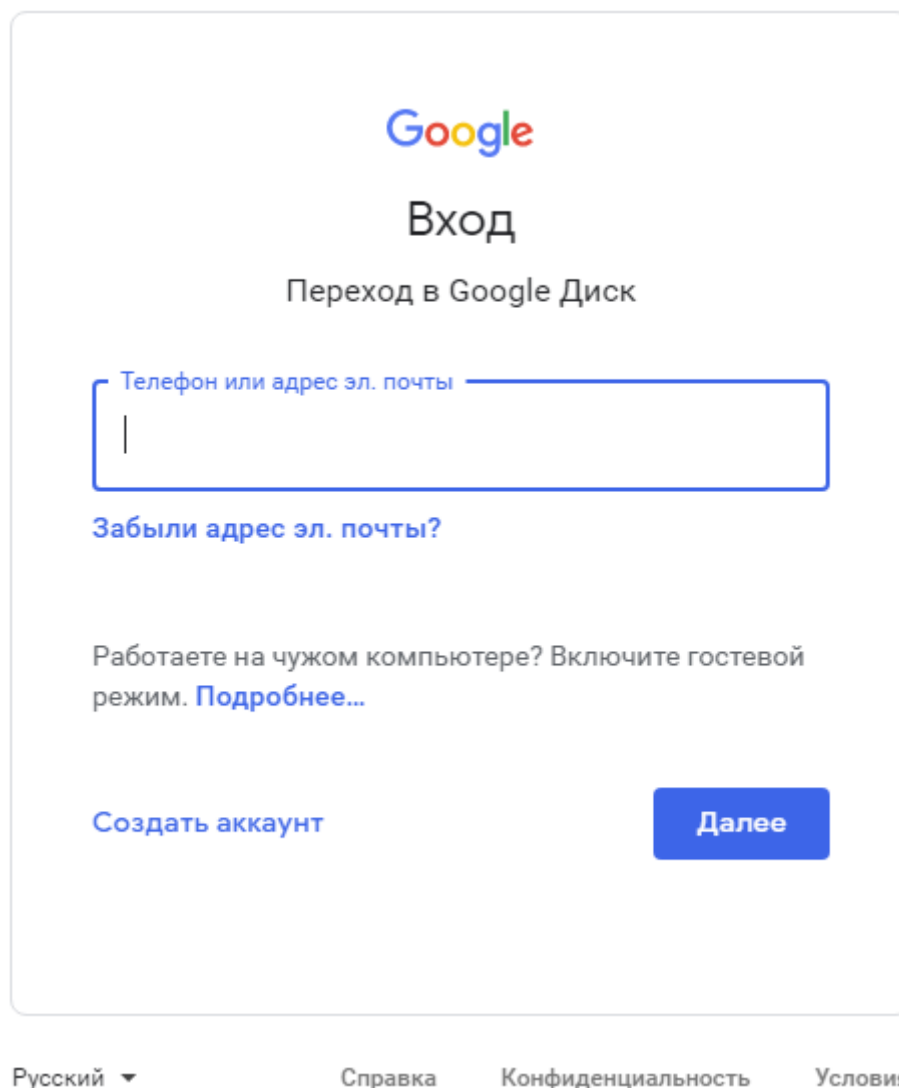 Google
Вход
Переход в Google Диск
Телефон или адрес эл. почты
Забыли адрес эл. почты?
Работаете на чужом компьютере? Включите гостевой
режим. Подробнее...
Создать аккаунт Далее
Русский Справка Конфиденциальность Условия